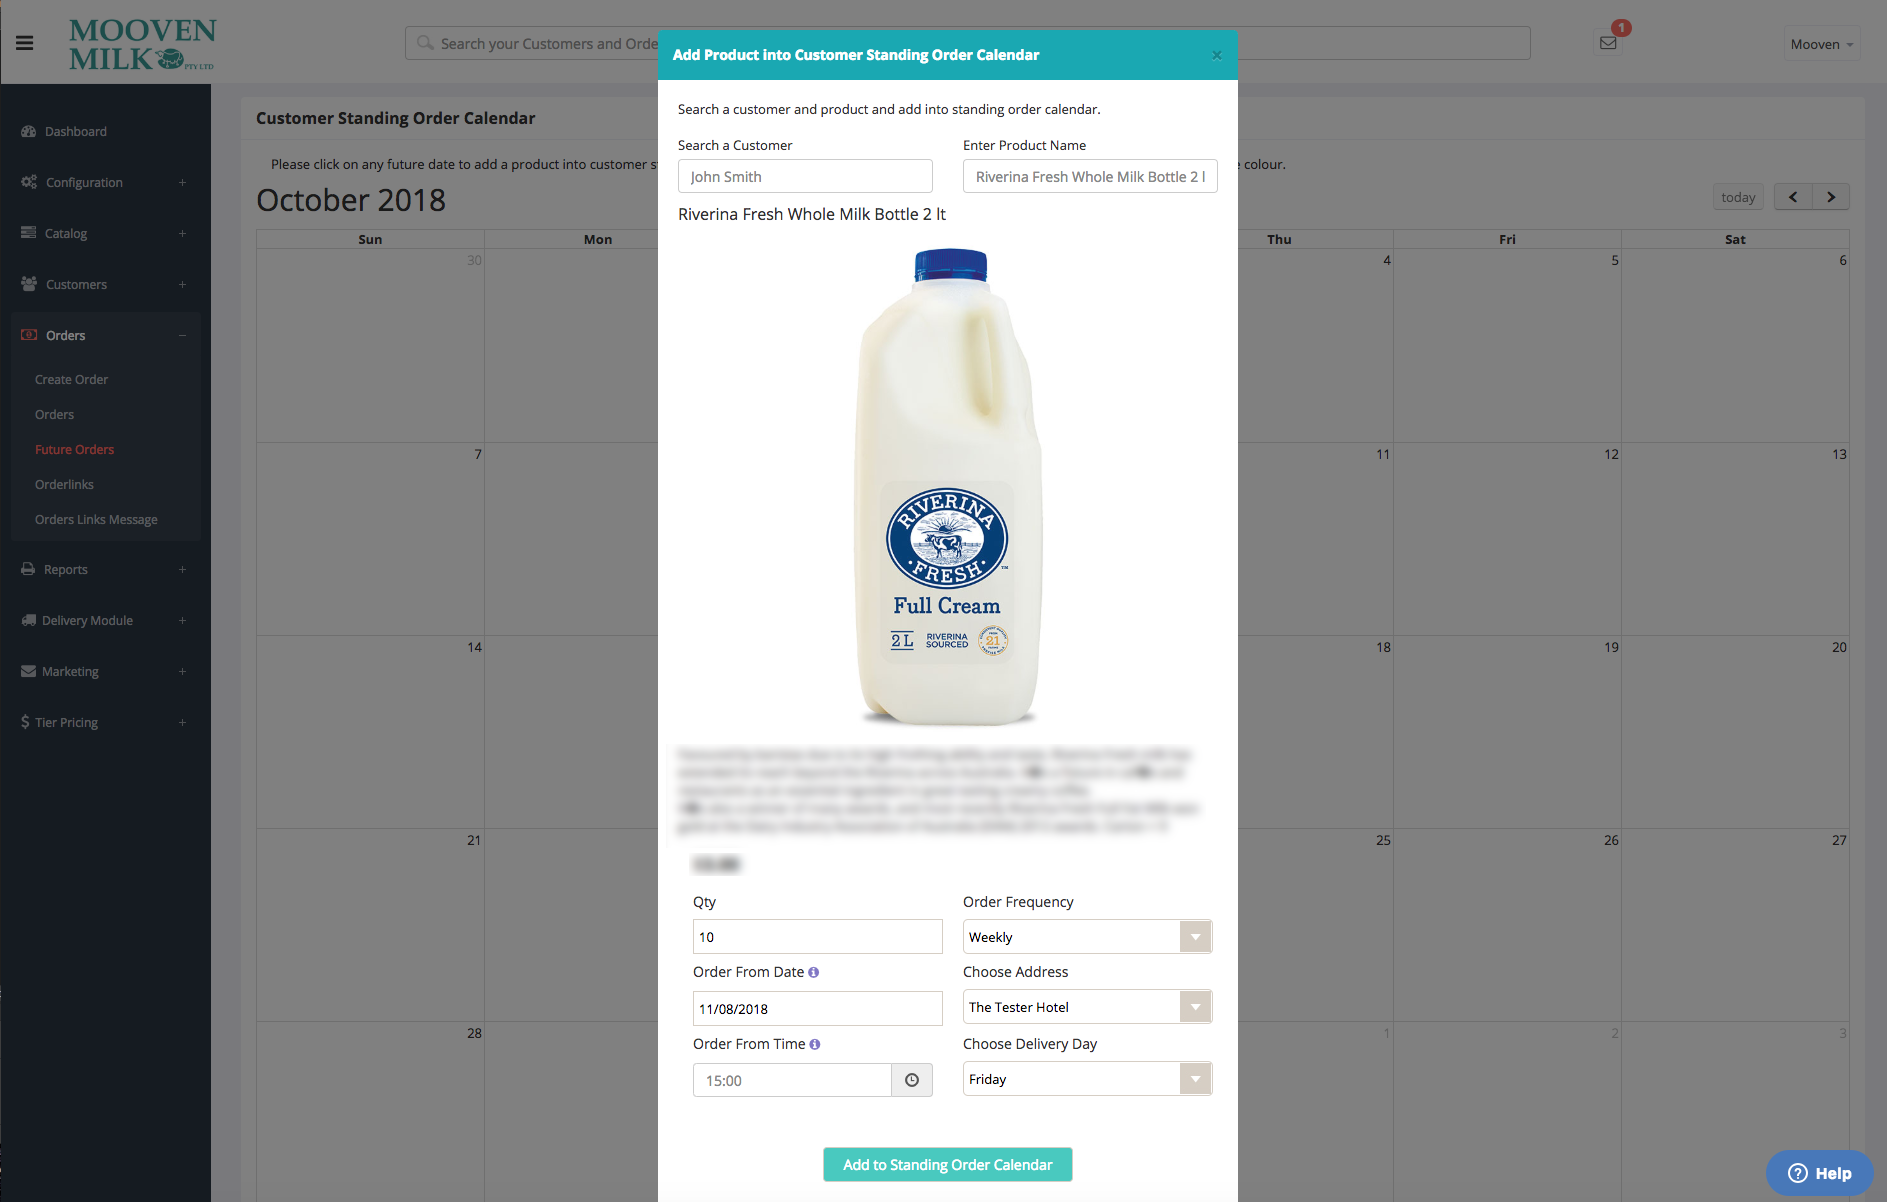 MOOVEN
MILK PTY LTD
Search your Customers and Orde
1
Mooven
Dashboard
Configuration +
Catalog +
Customers +
Orders −
Create Order
Orders
Future Orders
Orderlinks
Orders Links Message
Reports +
Delivery Module +
Marketing +
$ Tier Pricing +
Customer Standing Order Calendar
Please click on any future date to add a product into customer s
colour.
October 2018
today
Sun Mon Thu Fri Sat
30 4 5 6
7 11 12 13
14 18 19 20
21 25 26 27
28 1 2 3
Add Product into Customer Standing Order Calendar ×
Search a customer and product and add into standing order calendar.
Search a Customer Enter Product Name
John Smith Riverina Fresh Whole Milk Bottle 2 l
Riverina Fresh Whole Milk Bottle 2 lt
RIVERINA
FRESH
™
Full Cream
2 L RIVERINA
SOURCED
21
Qty Order Frequency
10 Weekly
Order From Date Choose Address
11/08/2018 The Tester Hotel
Order From Time Choose Delivery Day
15:00 Friday
Add to Standing Order Calendar
? Help